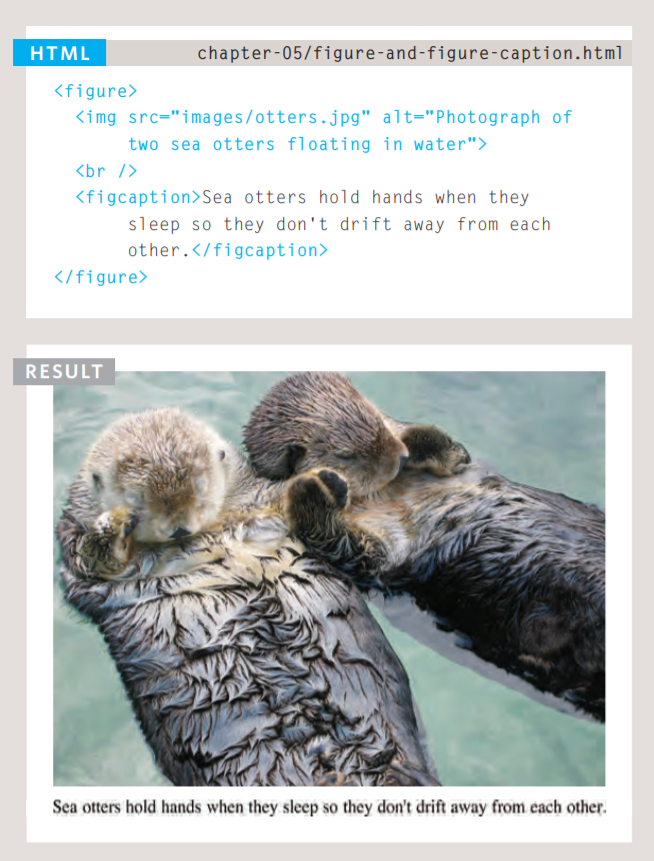 HTML
chapter-05/figure-and-figure-caption.html
<figure>
<img src="images/otters.jpg" alt="Photograph of
two sea otters floating in water">
<br />
<figcaption>Sea otters hold hands when they
sleep so they don't drift away from each
other.</figcaption>
</figure>
RESULT
Sea otters hold hands when they sleep so they don't drift away from each other.